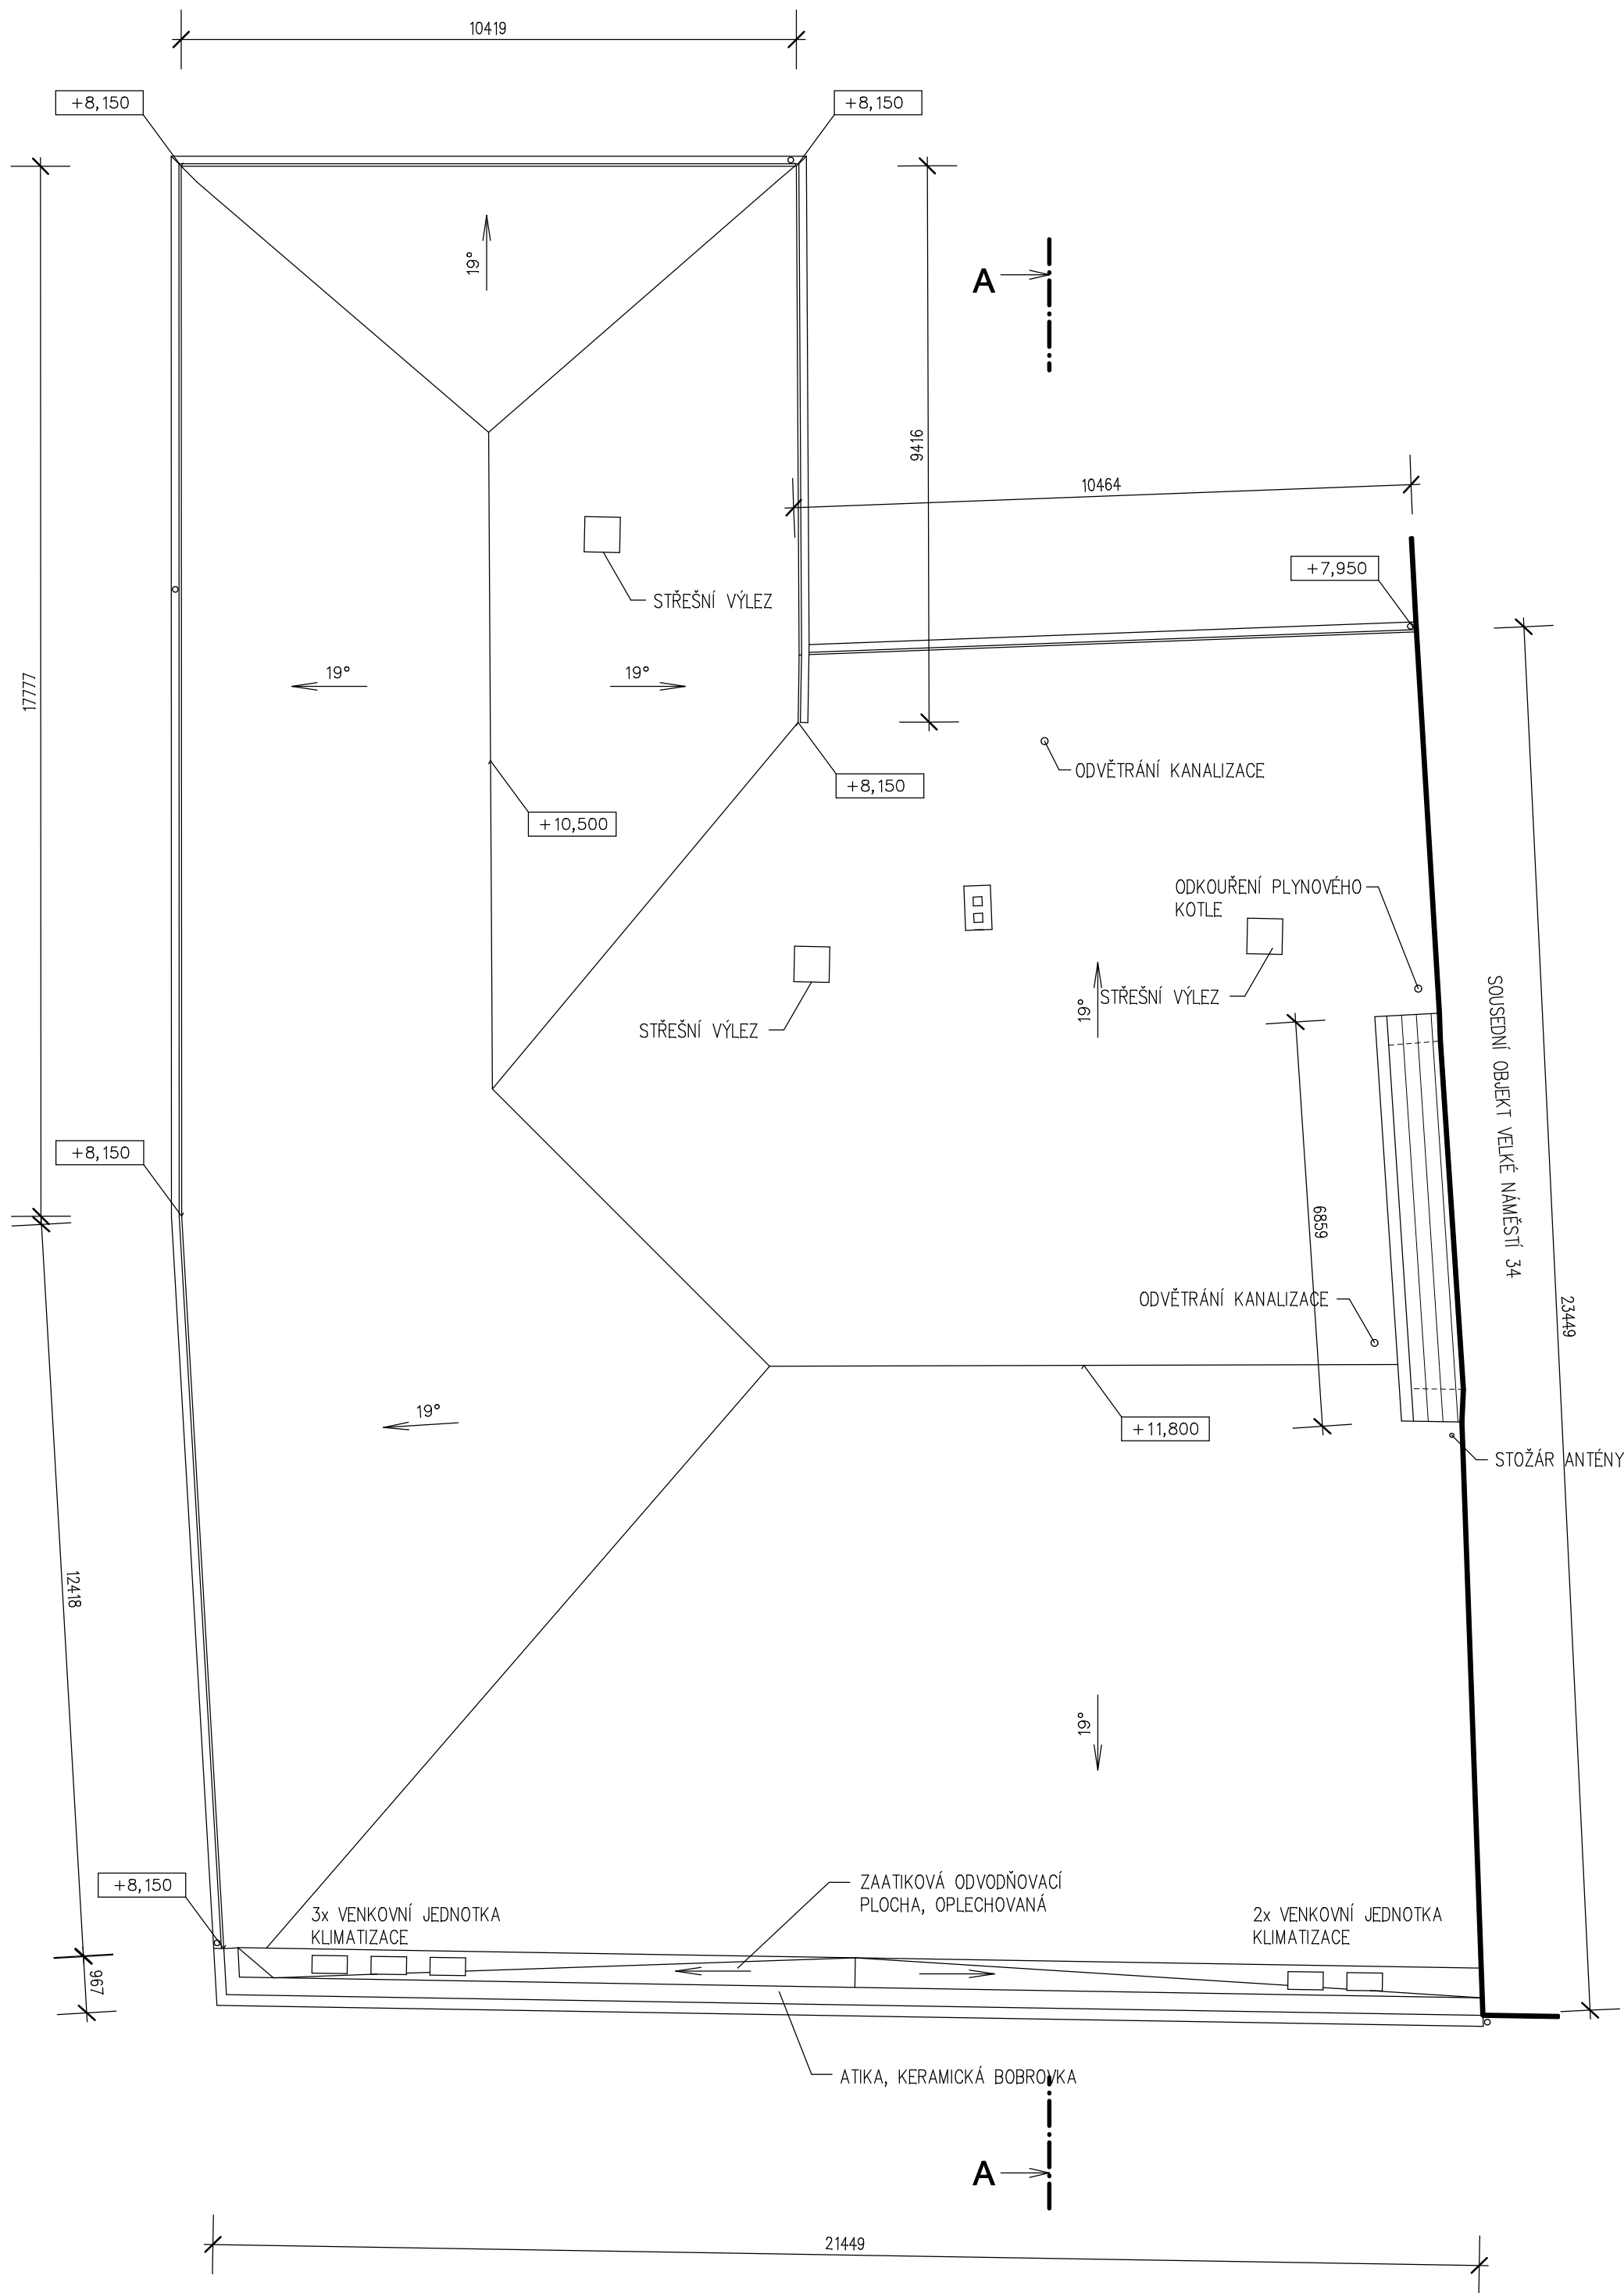 10419
+8,150
+8,150
A
19°
9416
10464
+7,950
STŘEŠNÍ VÝLEZ
17777
19°
19°
ODVĚTRÁNÍ KANALIZACE
+8,150
+10,500
ODKOUŘENÍ PLYNOVÉHO
KOTLE
STŘEŠNÍ VÝLEZ
19°
STŘEŠNÍ VÝLEZ
SOUSEDNÍ OBJEKT VELKÉ NÁMĚSTÍ 34
+8,150
6859
ODVĚTRÁNÍ KANALIZACE
23449
19°
+11,800
STOŽÁR ANTÉNY
12418
19°
+8,150
3x VENKOVNÍ JEDNOTKA
KLIMATIZACE
ZAATIKOVÁ ODVODŇOVACÍ
PLOCHA, OPLECHOVANÁ
2x VENKOVNÍ JEDNOTKA
KLIMATIZACE
967
ATIKA, KERAMICKÁ BOBROVKA
A
21449